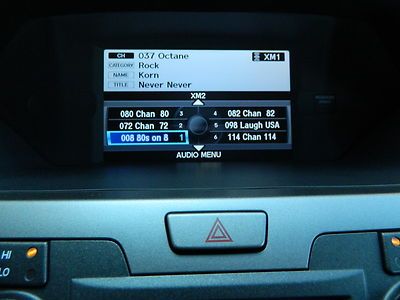 CH 037 Octane XM1
CATEGORY Rock
NAME Korn
TITLE Never Never
XM2
080 Chan 80 3 4 082 Chan 82
072 Chan 72 2 5 098 Laugh USA
008 80s on 8 1 6 114 Chan 114
AUDIO MENU
HI
LO